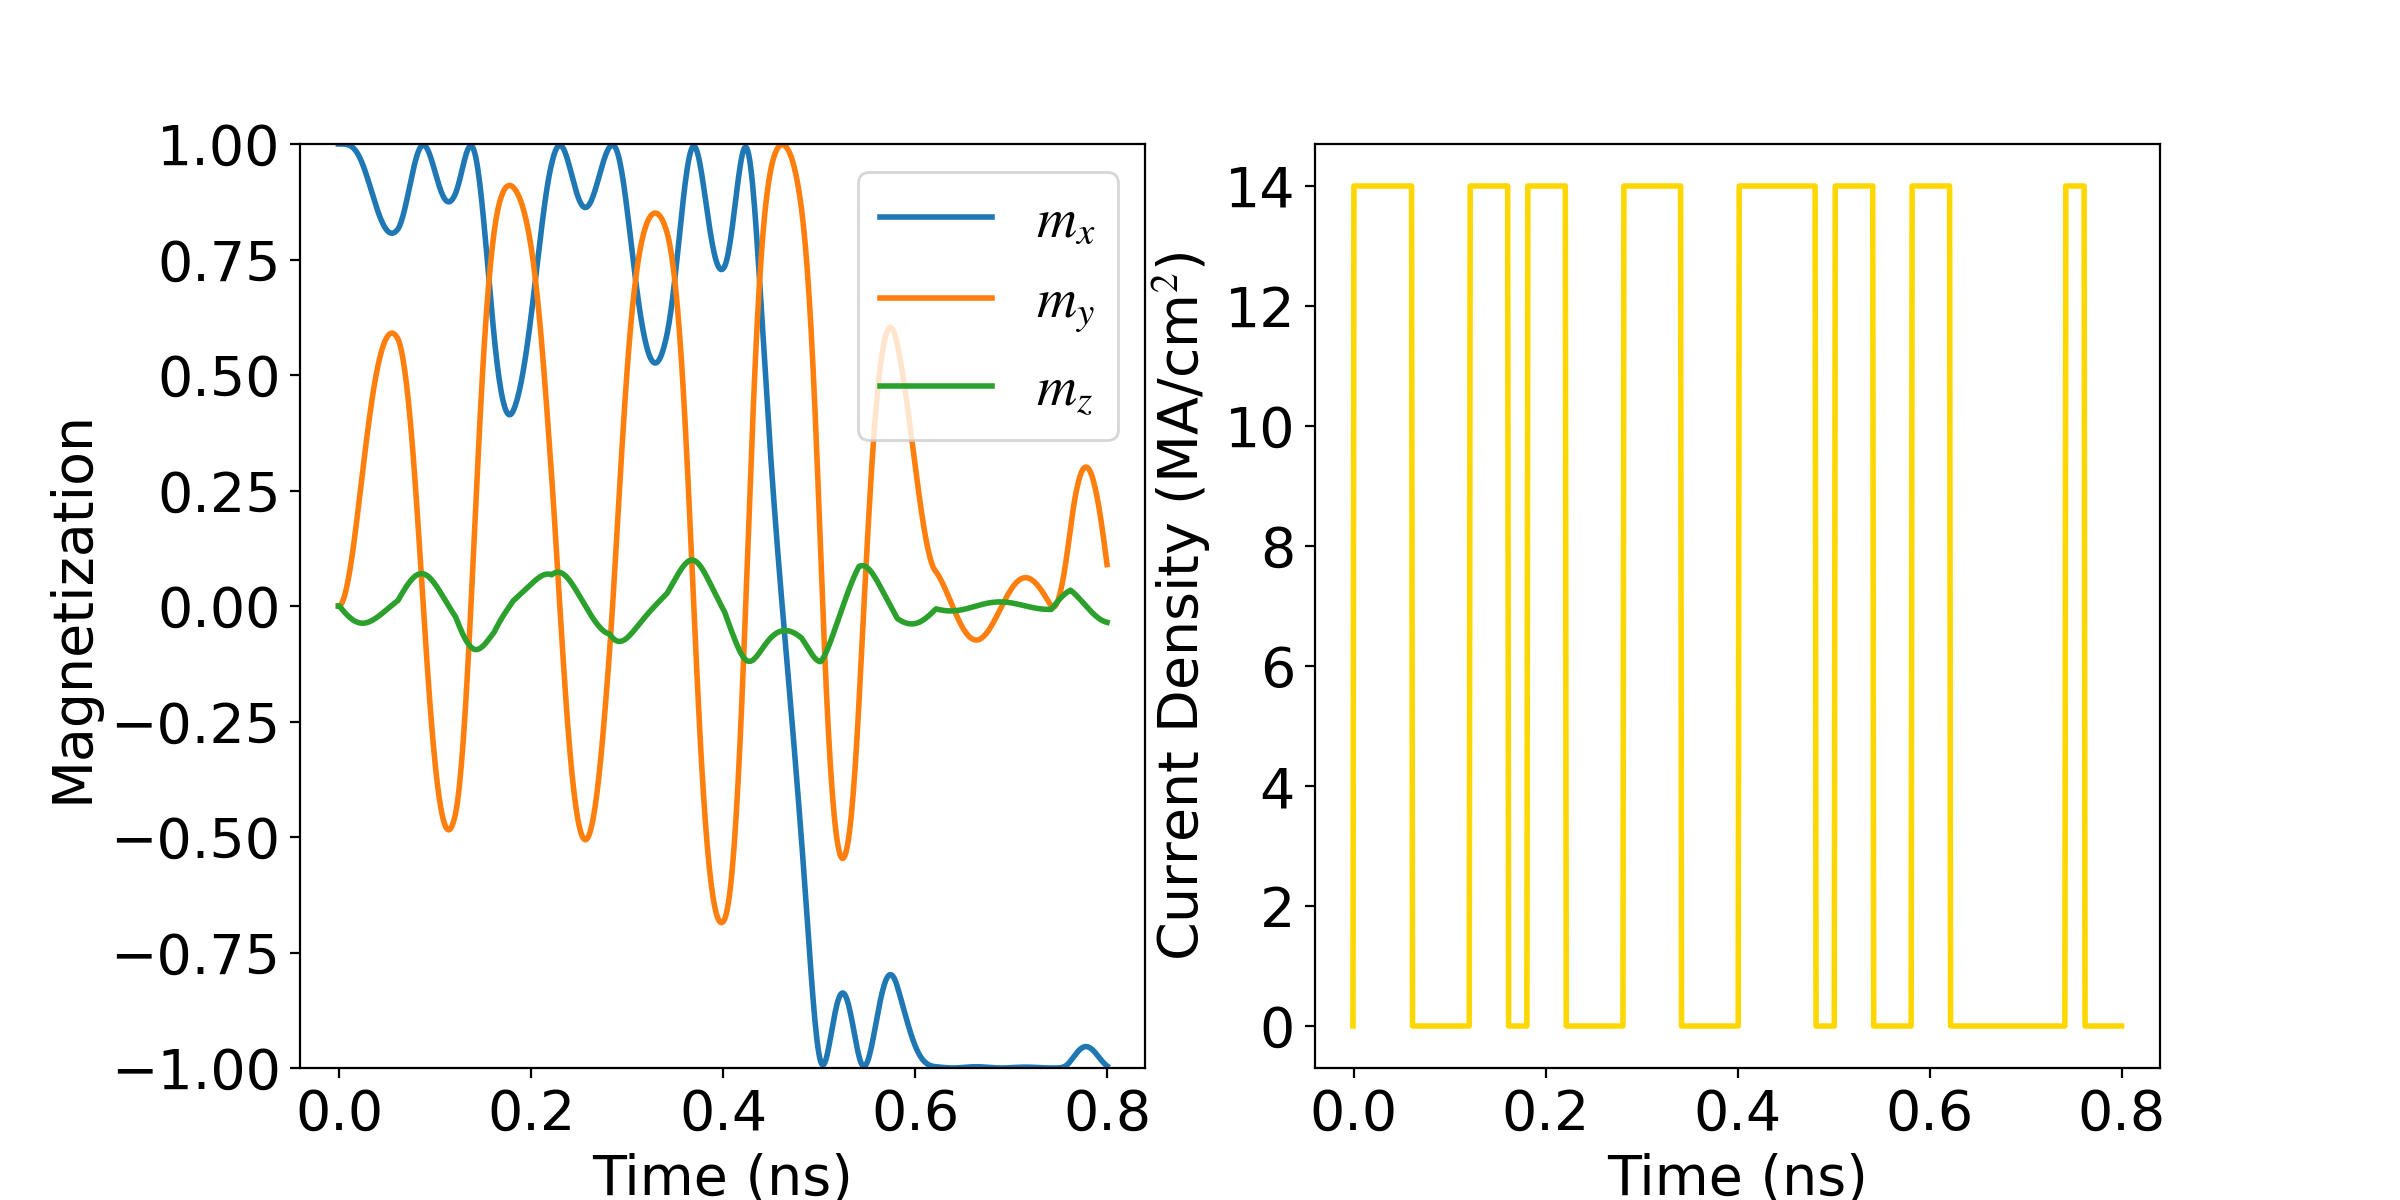 Magnetization
1.00
0.75
0.50
0.25
0.00
−0.25
−0.50
−0.75
−1.00
0.0 0.2 0.4 0.6 0.8
Time (ns)
m_x
m_y
m_z
Current Density (MA/cm²)
14
12
10
8
6
4
2
0
0.0 0.2 0.4 0.6 0.8
Time (ns)